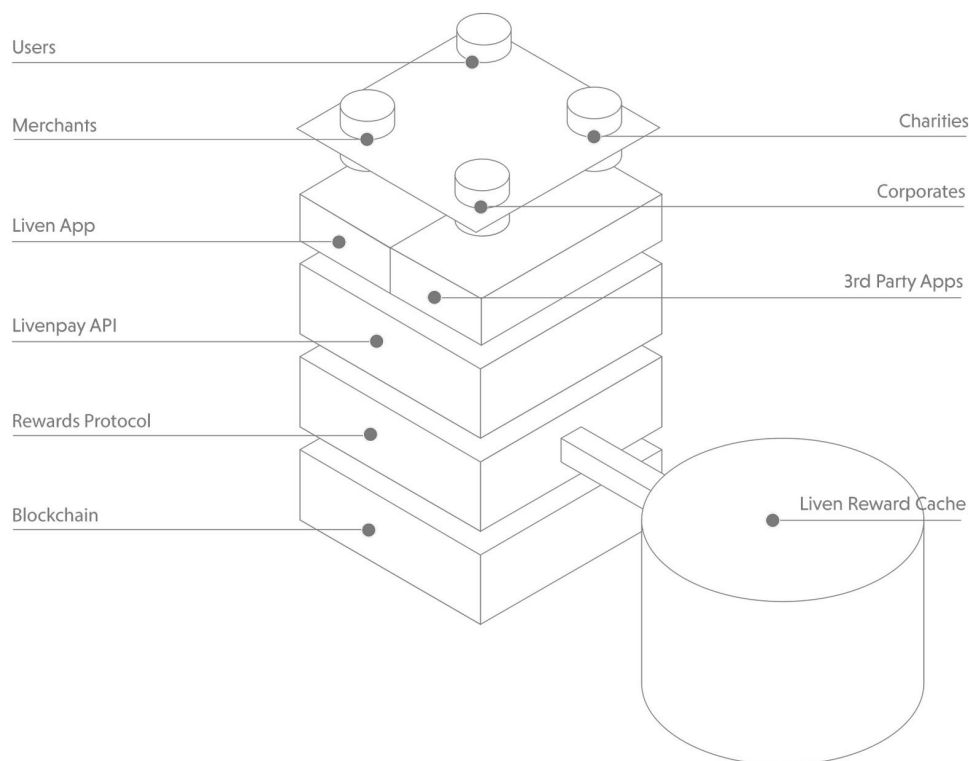 Users
Merchants
Charities
Corporates
Liven App
3rd Party Apps
Livenpay API
Rewards Protocol
Blockchain
Liven Reward Cache